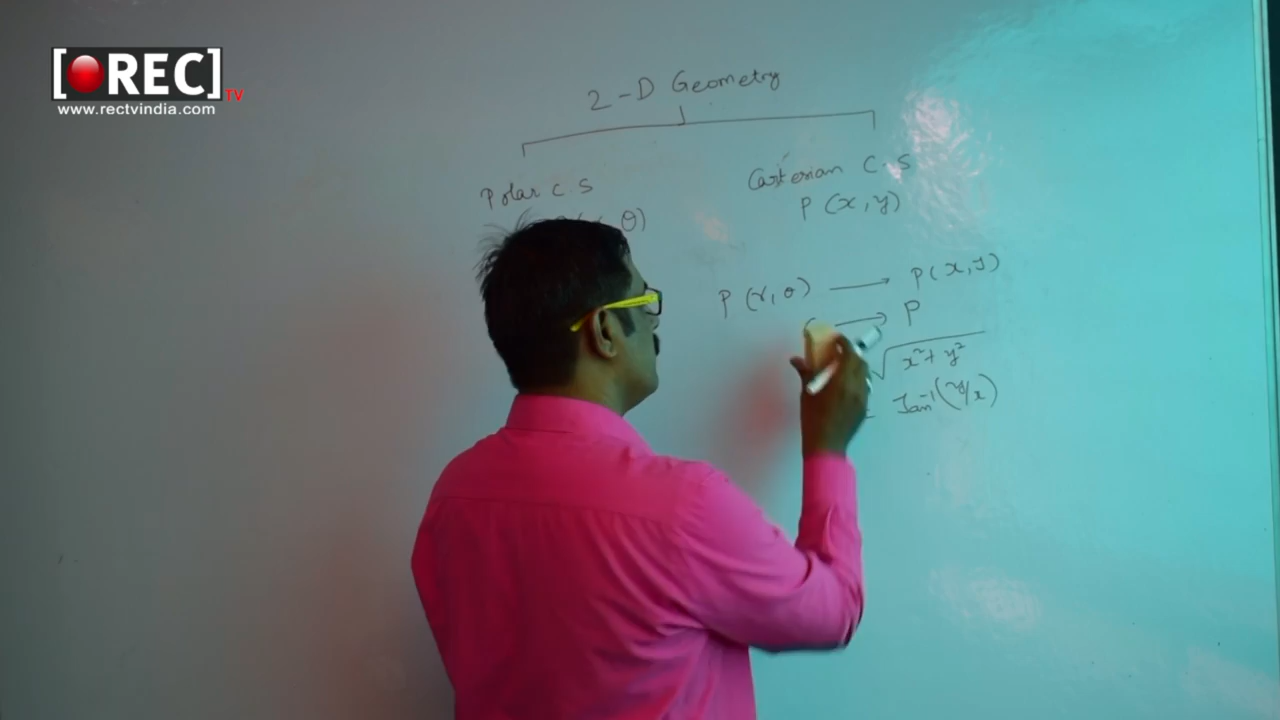 [REC] TV
www.rectvindia.com
2-D Geometry
Polar C.S
Cartesian C.S
θ)
P (x,y)
P (r,θ) → P(x,y)
→ P
√x²+y²
= Tan⁻¹(y/x)